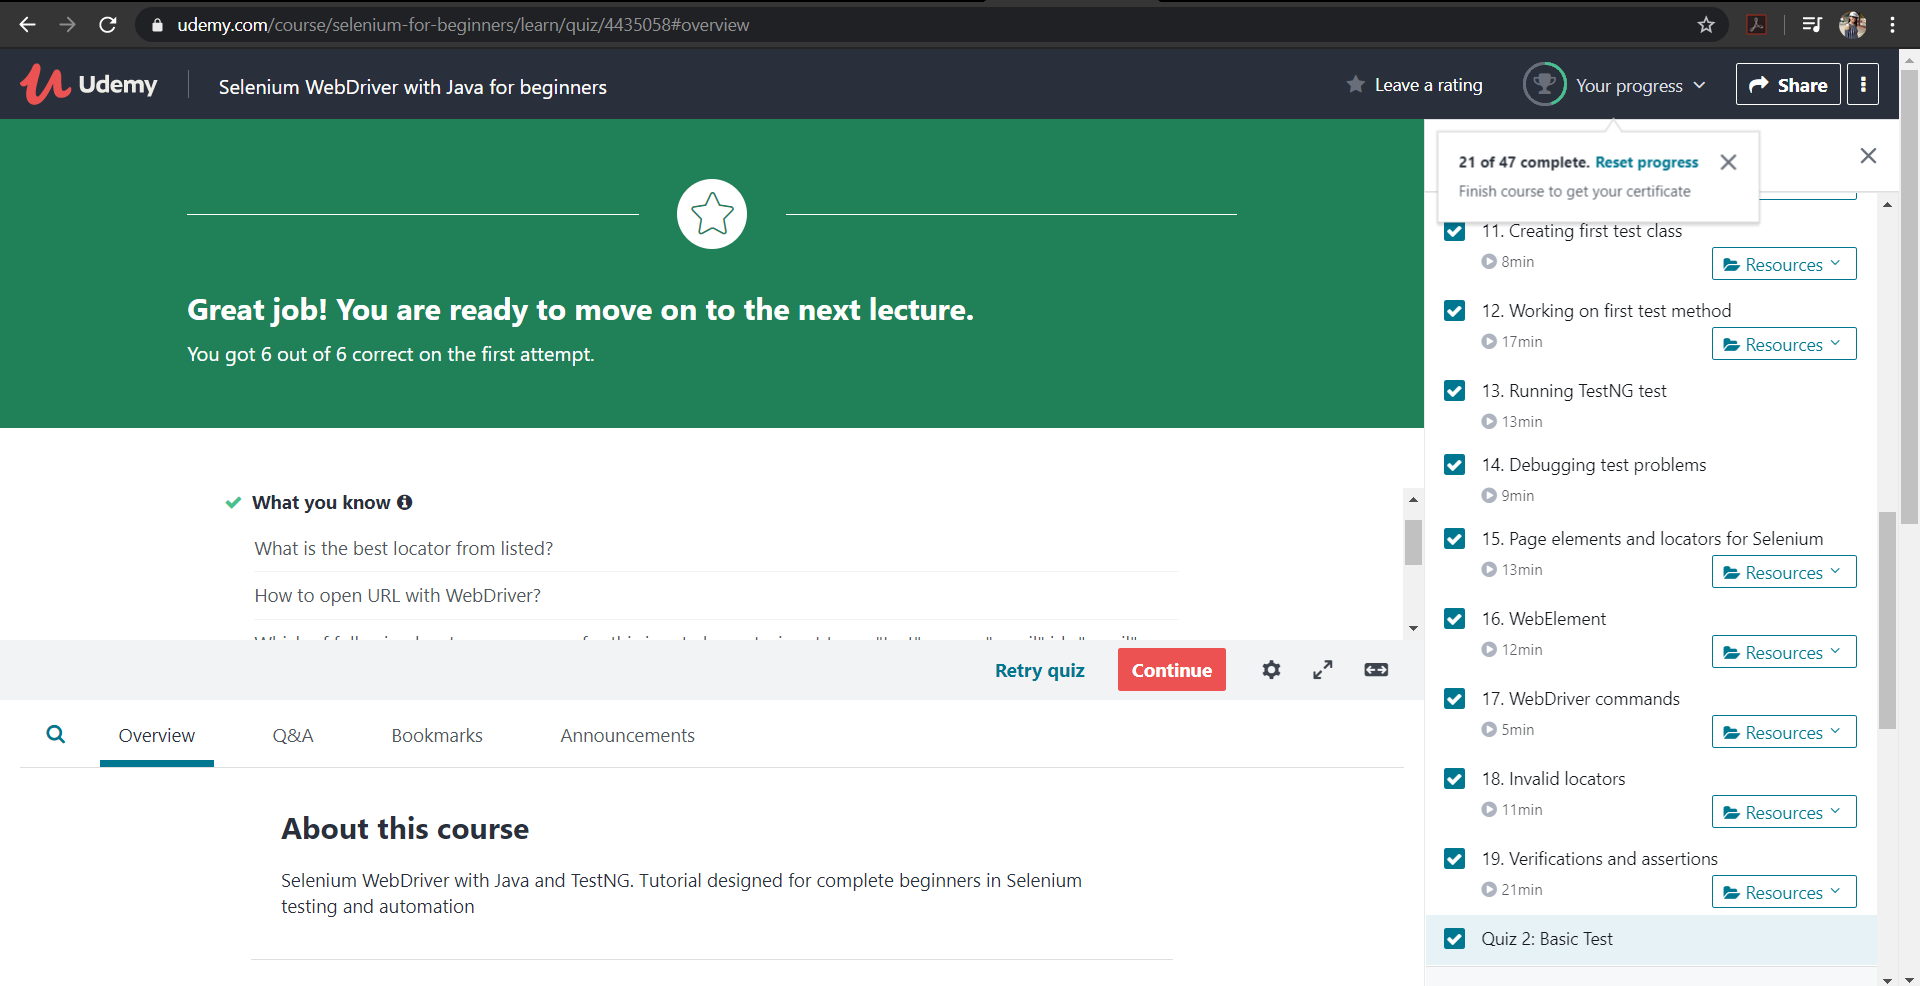 udemy.com/course/selenium-for-beginners/learn/quiz/4435058#overview
Udemy
Selenium WebDriver with Java for beginners
Leave a rating
Your progress
Share
21 of 47 complete. Reset progress
Finish course to get your certificate
Great job! You are ready to move on to the next lecture.
You got 6 out of 6 correct on the first attempt.
What you know
What is the best locator from listed?
How to open URL with WebDriver?
Retry quiz
Continue
Overview
Q&A
Bookmarks
Announcements
About this course
Selenium WebDriver with Java and TestNG. Tutorial designed for complete beginners in Selenium
testing and automation
11. Creating first test class
8min
Resources
12. Working on first test method
17min
Resources
13. Running TestNG test
13min
14. Debugging test problems
9min
15. Page elements and locators for Selenium
13min
Resources
16. WebElement
12min
Resources
17. WebDriver commands
5min
Resources
18. Invalid locators
11min
Resources
19. Verifications and assertions
21min
Resources
Quiz 2: Basic Test